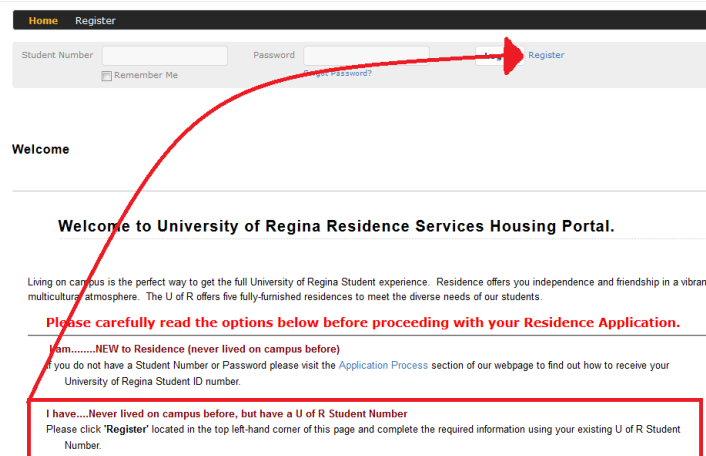 Home Register
Student Number Password Register
Remember Me Forgot Password?
Welcome
Welcome to University of Regina Residence Services Housing Portal.
Living on campus is the perfect way to get the full University of Regina Student experience. Residence offers you independence and friendship in a
multicultural atmosphere. The U of R offers five fully-furnished residences to meet the diverse needs of our students.
Please carefully read the options below before proceeding with your Residence Application.
I am........NEW to Residence (never lived on campus before)
If you do not have a Student Number or Password please visit the Application Process section of our webpage to find out how to receive your
University of Regina Student ID number.
I have....Never lived on campus before, but have a U of R Student Number
Please click 'Register' located in the top left-hand corner of this page and complete the required information using your existing U of R Student
Number.